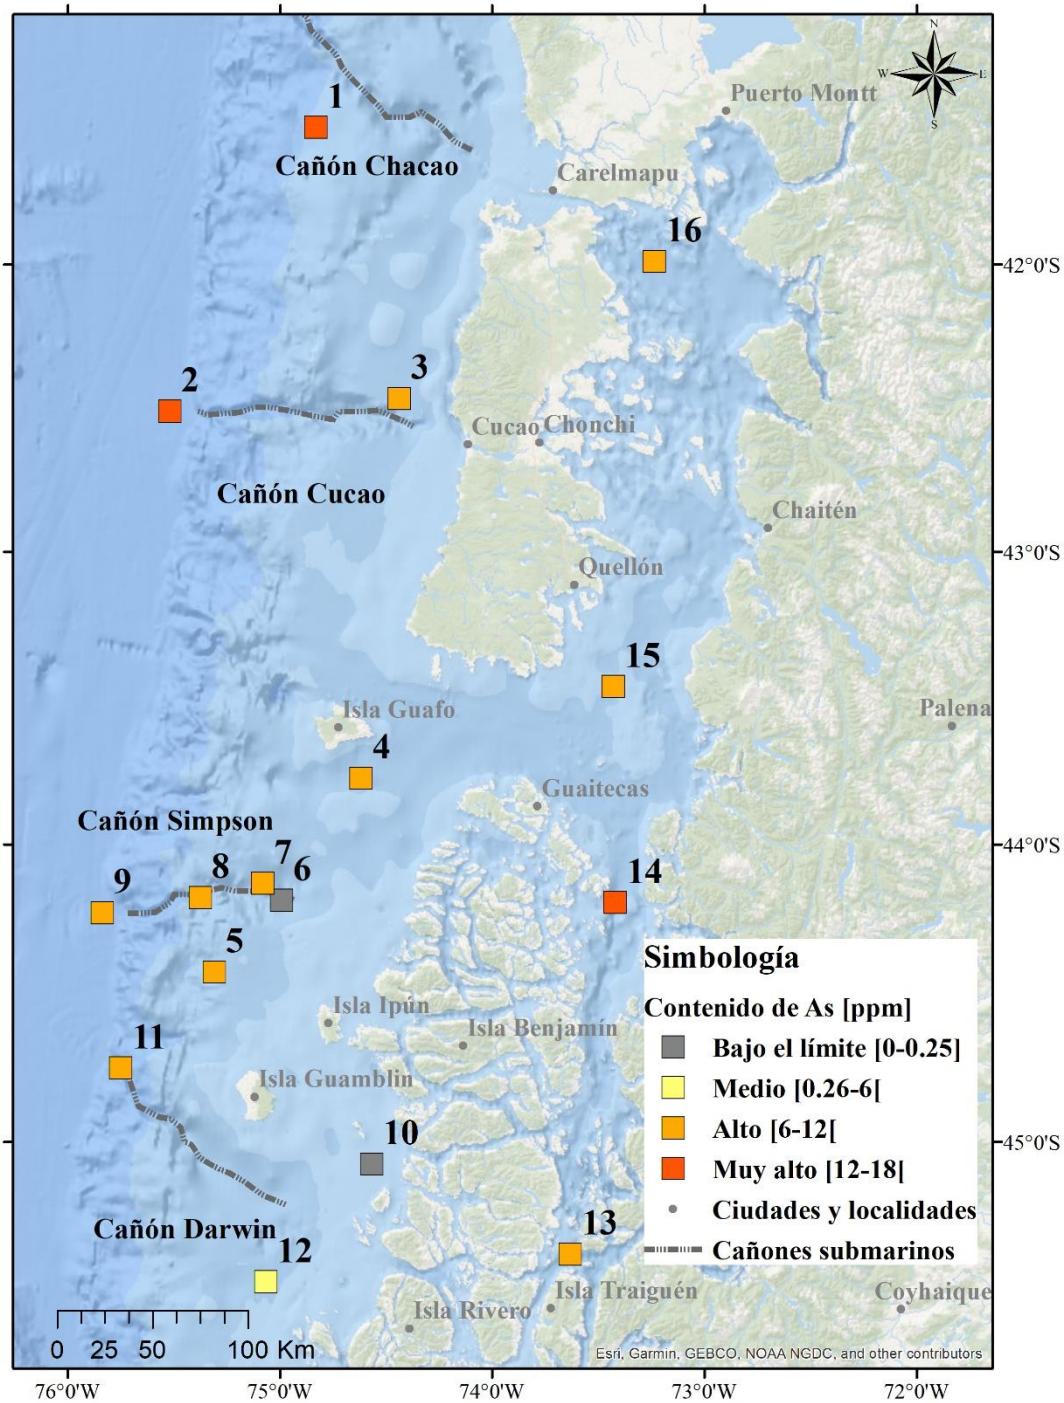 N
W E
S
Puerto Montt
1
Cañón Chacao
Carelmapu
16
42°0'S
3
2
Cucao
Chonchi
Cañón Cucao
Chaitén
43°0'S
Quellón
15
Isla Guafo
Palena
4
Guaitecas
Cañón Simpson
44°0'S
7
8
6
9
14
5
Simbología
Isla Ipún
Contenido de As [ppm]
Isla Benjamín
11
Bajo el límite [0-0.25]
Isla Guamblin
Medio [0.26-6[
10
Alto [6-12[
45°0'S
Muy alto [12-18[
Ciudades y localidades
Cañón Darwin
13
12
Cañones submarinos
Isla Traiguén
Coyhaique
Isla Rivero
0 25 50 100 Km
Esri, Garmin, GEBCO, NOAA NGDC, and other contributors
76°0'W 75°0'W 74°0'W 73°0'W 72°0'W